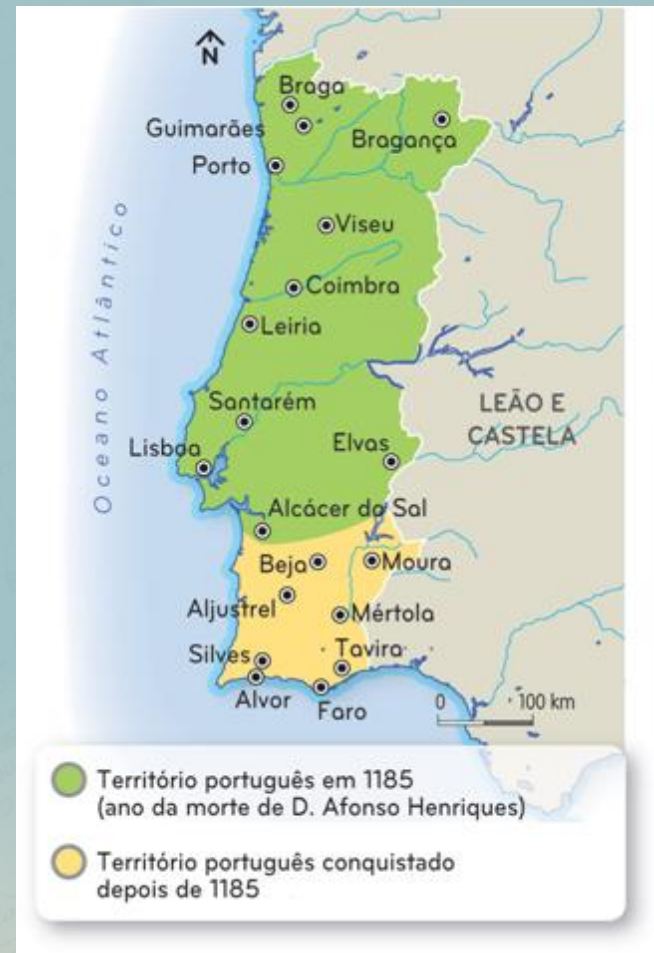 N
Braga
Guimarães
Bragança
Porto
Viseu
Oceano Atlântico
Coimbra
Leiria
Santarém
LEÃO E
CASTELA
Lisboa
Elvas
Alcácer do Sal
Beja
Moura
Aljustrel
Mértola
Silves
Tavira
Alvor
Faro
0 100 km
Território português em 1185
(ano da morte de D. Afonso Henriques)
Território português conquistado
depois de 1185